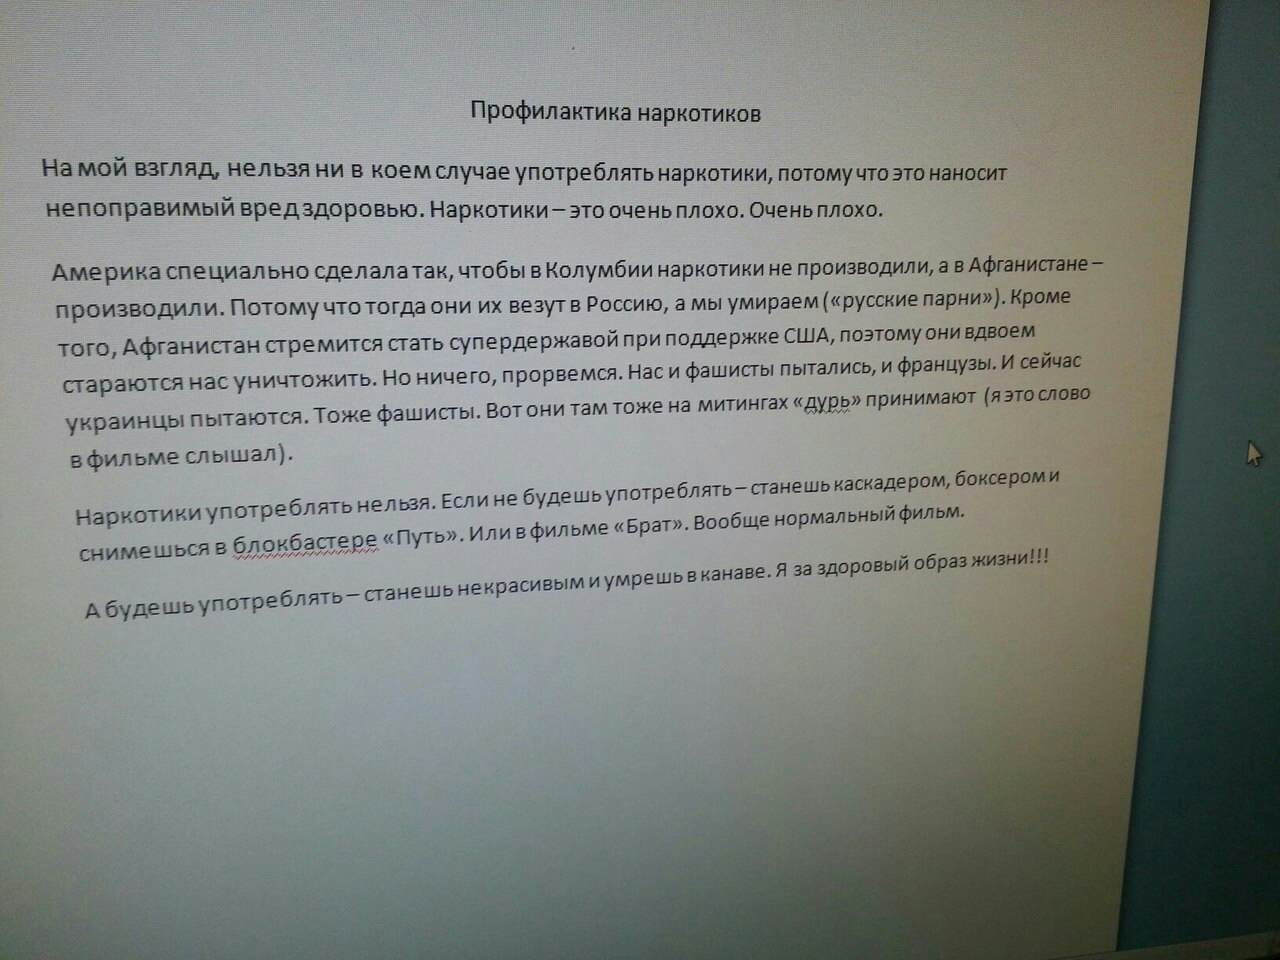 Профилактика наркотиков
На мой взгляд, нельзя ни в коем случае употреблять наркотики, потому что это наносит
непоправимый вред здоровью. Наркотики – это очень плохо. Очень плохо.
Америка специально сделала так, чтобы в Колумбии наркотики не производили, а в Афганистане –
производили. Потому что тогда они их везут в Россию, а мы умираем («русские парни»). Кроме
того, Афганистан стремится стать супердержавой при поддержке США, поэтому они вдвоем
стараются нас уничтожить. Но ничего, прорвемся. Нас и фашисты пытались, и французы. И сейчас
украинцы пытаются. Тоже фашисты. Вот они там тоже на митингах «дурь» принимают (я это слово
в фильме слышал).
Наркотики употреблять нельзя. Если не будешь употреблять – станешь каскадером, боксером и
снимешься в блокбастере «Путь». Или в фильме «Брат». Вообще нормальный фильм.
А будешь употреблять – станешь некрасивым и умрешь в канаве. Я за здоровый образ жизни!!!